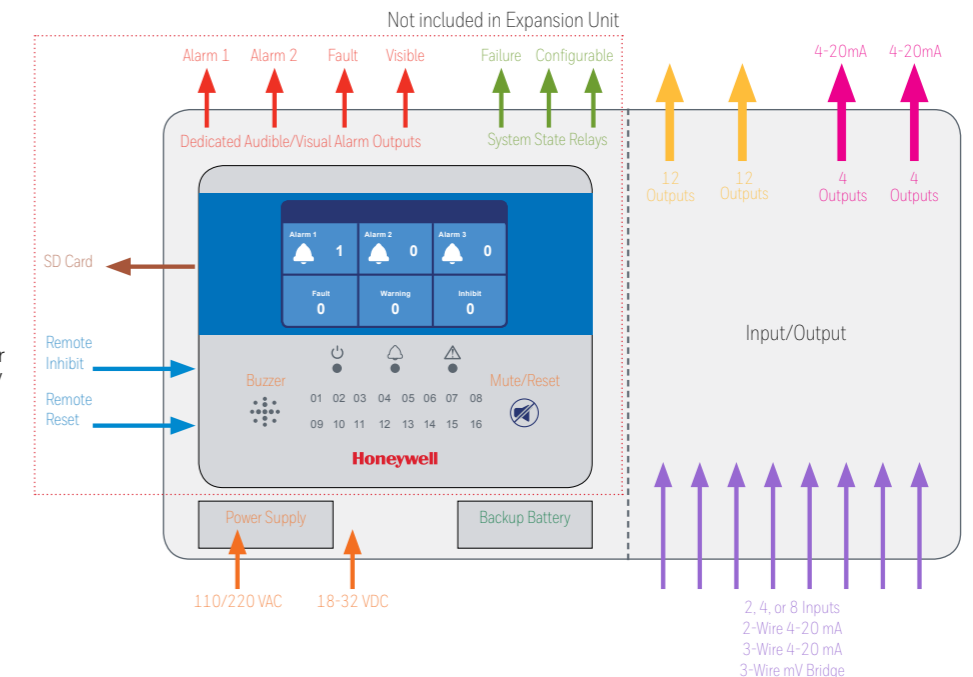 Not included in Expansion Unit
Alarm 1 Alarm 2 Fault Visible Failure Configurable 4-20mA 4-20mA
Dedicated Audible/Visual Alarm Outputs System State Relays
12 Outputs
12 Outputs
4 Outputs
4 Outputs
Alarm 1
1
Alarm 2
0
Alarm 3
0
Fault
0
Warning
0
Inhibit
0
SD Card
Remote
Inhibit
Remote
Reset
Buzzer
Mute/Reset
01 02 03 04 05 06 07 08
09 10 11 12 13 14 15 16
Honeywell
Input/Output
Power Supply
Backup Battery
110/220 VAC
18-32 VDC
2, 4, or 8 Inputs
2-Wire 4-20 mA
3-Wire 4-20 mA
3-Wire mV Bridge